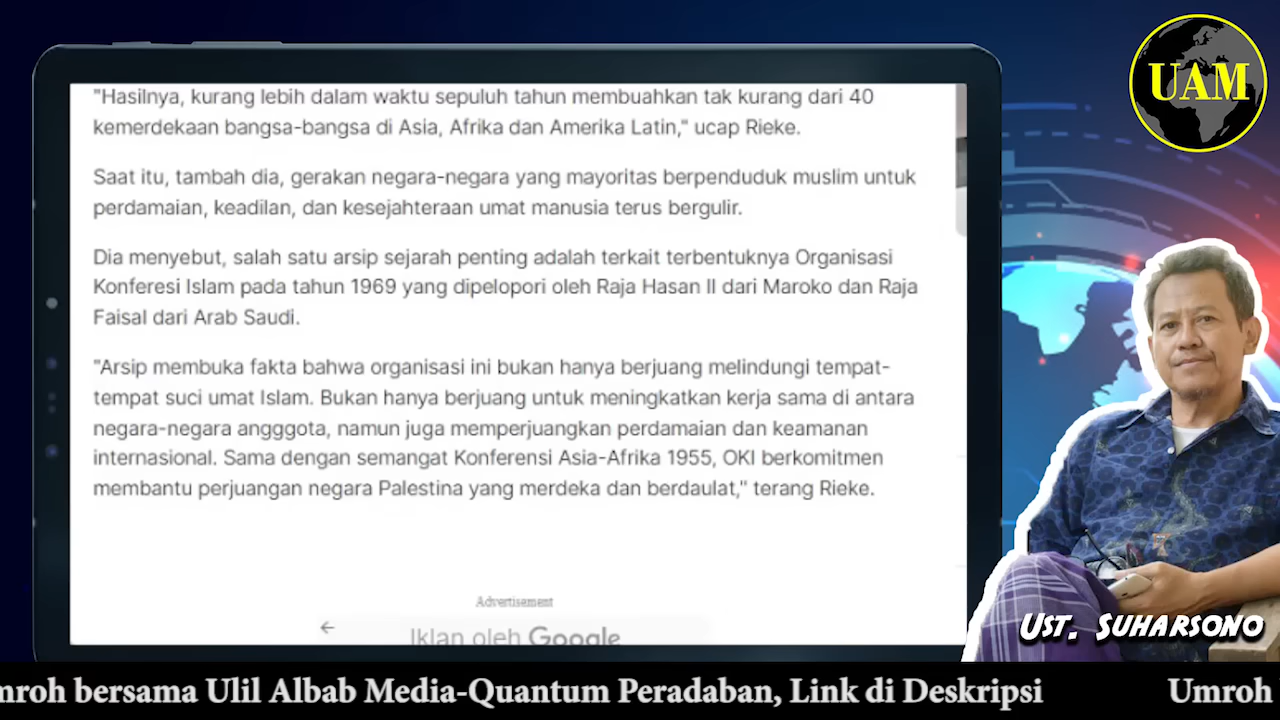 "Hasilnya, kurang lebih dalam waktu sepuluh tahun membuahkan tak kurang dari 40
kemerdekaan bangsa-bangsa di Asia, Afrika dan Amerika Latin," ucap Rieke.
Saat itu, tambah dia, gerakan negara-negara yang mayoritas berpenduduk muslim untuk
perdamaian, keadilan, dan kesejahteraan umat manusia terus bergulir.
Dia menyebut, salah satu arsip sejarah penting adalah terkait terbentuknya Organisasi
Konferesi Islam pada tahun 1969 yang dipelopori oleh Raja Hasan II dari Maroko dan Raja
Faisal dari Arab Saudi.
"Arsip membuka fakta bahwa organisasi ini bukan hanya berjuang melindungi tempat-
tempat suci umat Islam. Bukan hanya berjuang untuk meningkatkan kerja sama di antara
negara-negara angggota, namun juga memperjuangkan perdamaian dan keamanan
internasional. Sama dengan semangat Konferensi Asia-Afrika 1955, OKI berkomitmen
membantu perjuangan negara Palestina yang merdeka dan berdaulat," terang Rieke.
Advertisement
Iklan oleh Google
UAM
UST. SUHARSONO
mroh bersama Ulil Albab Media-Quantum Peradaban, Link di Deskripsi Umroh